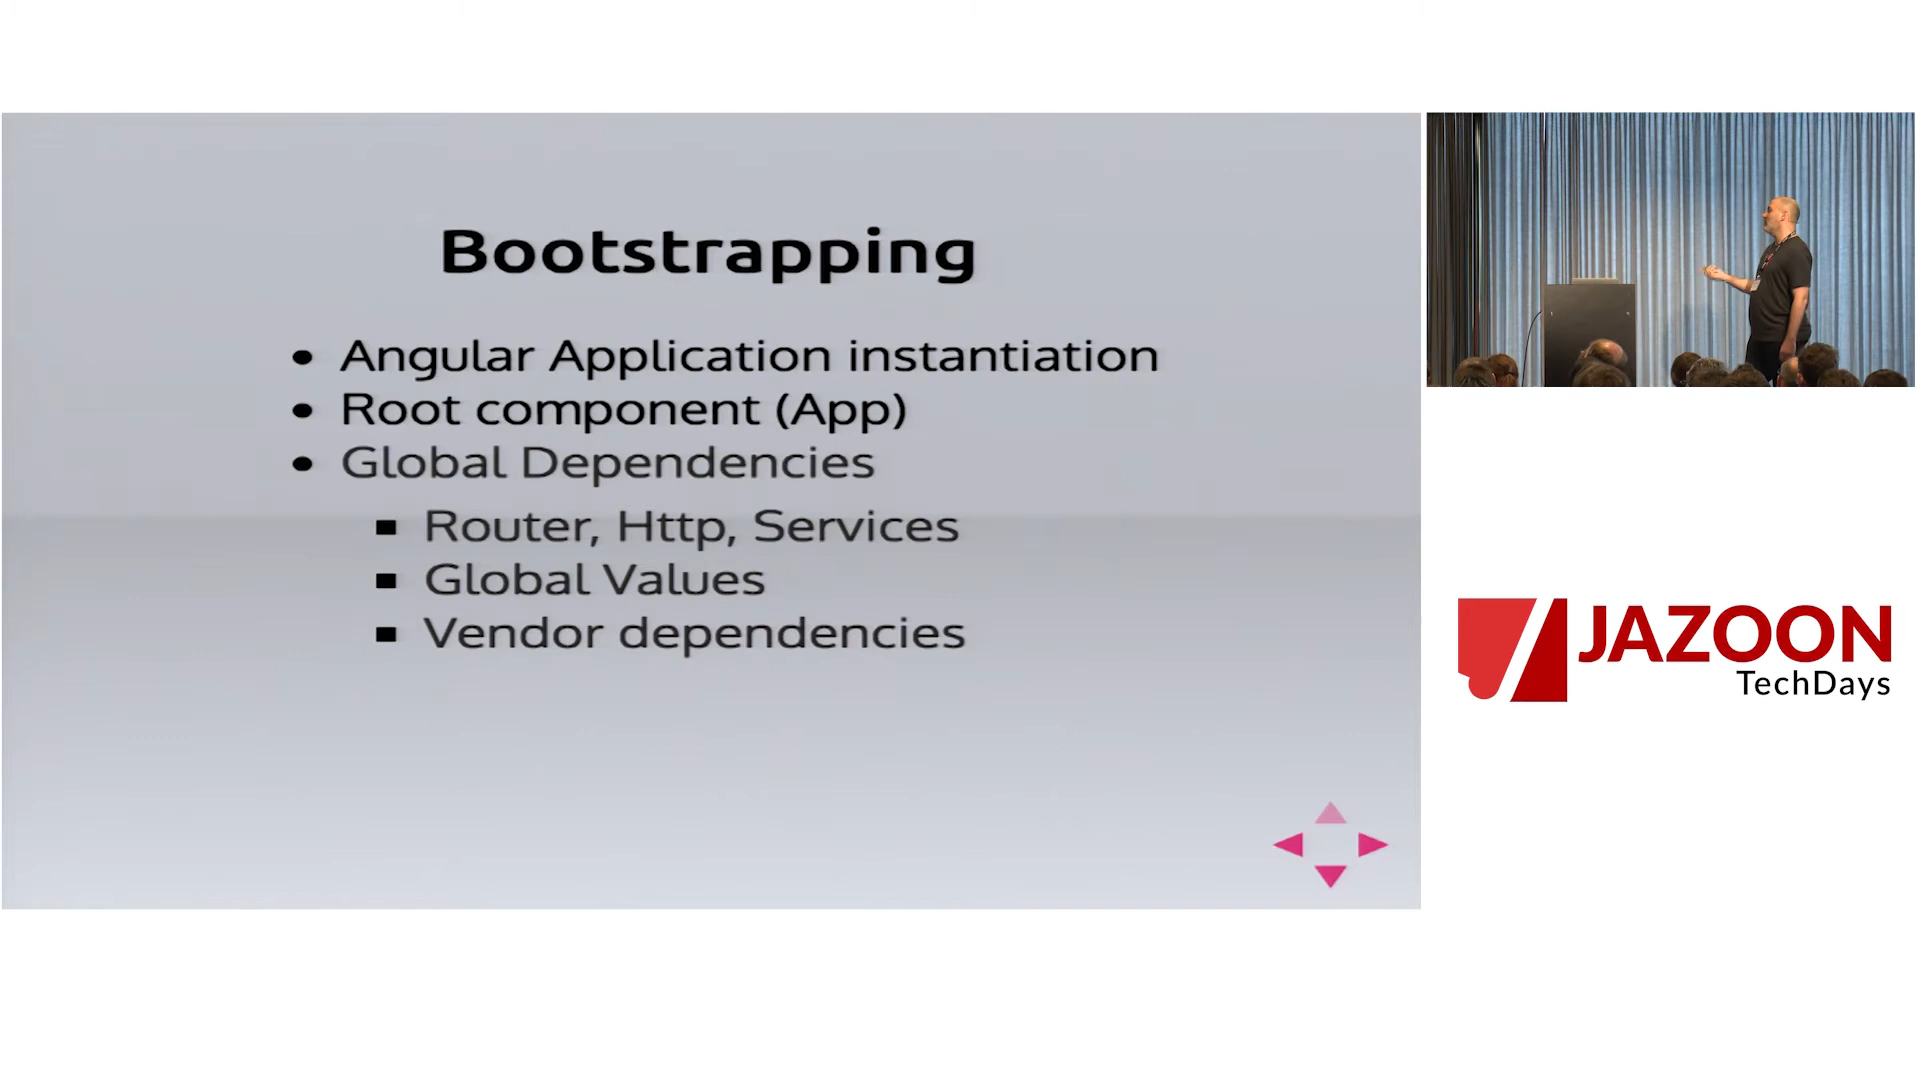 Bootstrapping
Angular Application instantiation
Root component (App)
Global Dependencies
Router, Http, Services
Global Values
Vendor dependencies
JAZOON
TechDays